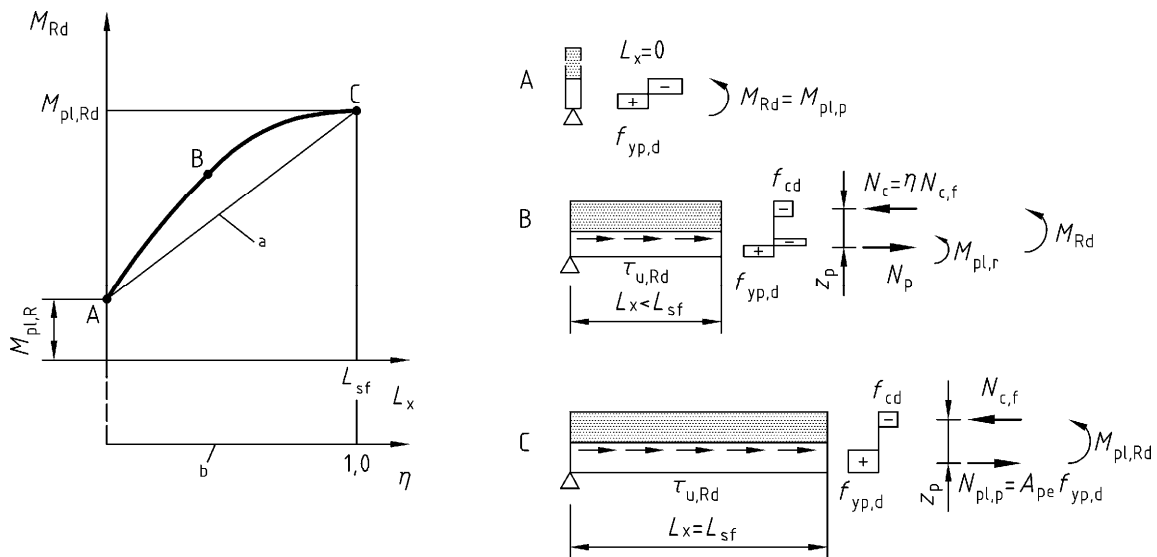 M_Rd
M_pl,Rd
C
B
a
A
M_pl,R
L_sf
L_x
b
1,0
η
A
L_x=0
+
-
f_yp,d
M_Rd= M_pl,p
B
τ_u,Rd
L_x<L_sf
f_cd
-
-
+
f_yp,d
z_p
N_c=η N_c,f
N_p
M_pl,r
M_Rd
C
τ_u,Rd
L_x=L_sf
f_cd
-
+
f_yp,d
z_p
N_c,f
N_pl,p=A_pe f_yp,d
M_pl,Rd